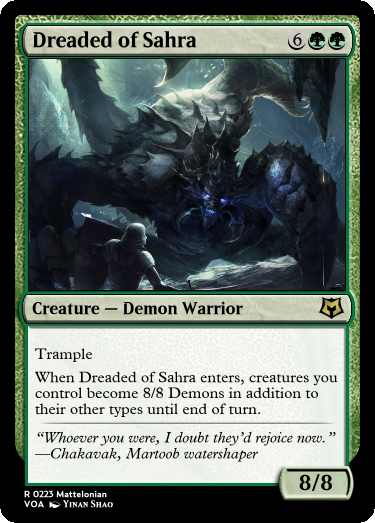 Dreaded of Sahra 6
Creature — Demon Warrior
Trample
When Dreaded of Sahra enters, creatures you
control become 8/8 Demons in addition to
their other types until end of turn.
“Whoever you were, I doubt they’d rejoice now.”
—Chakavak, Martoob watershaper
8/8
R 0223 Mattelonian
VOA Yinan Shao